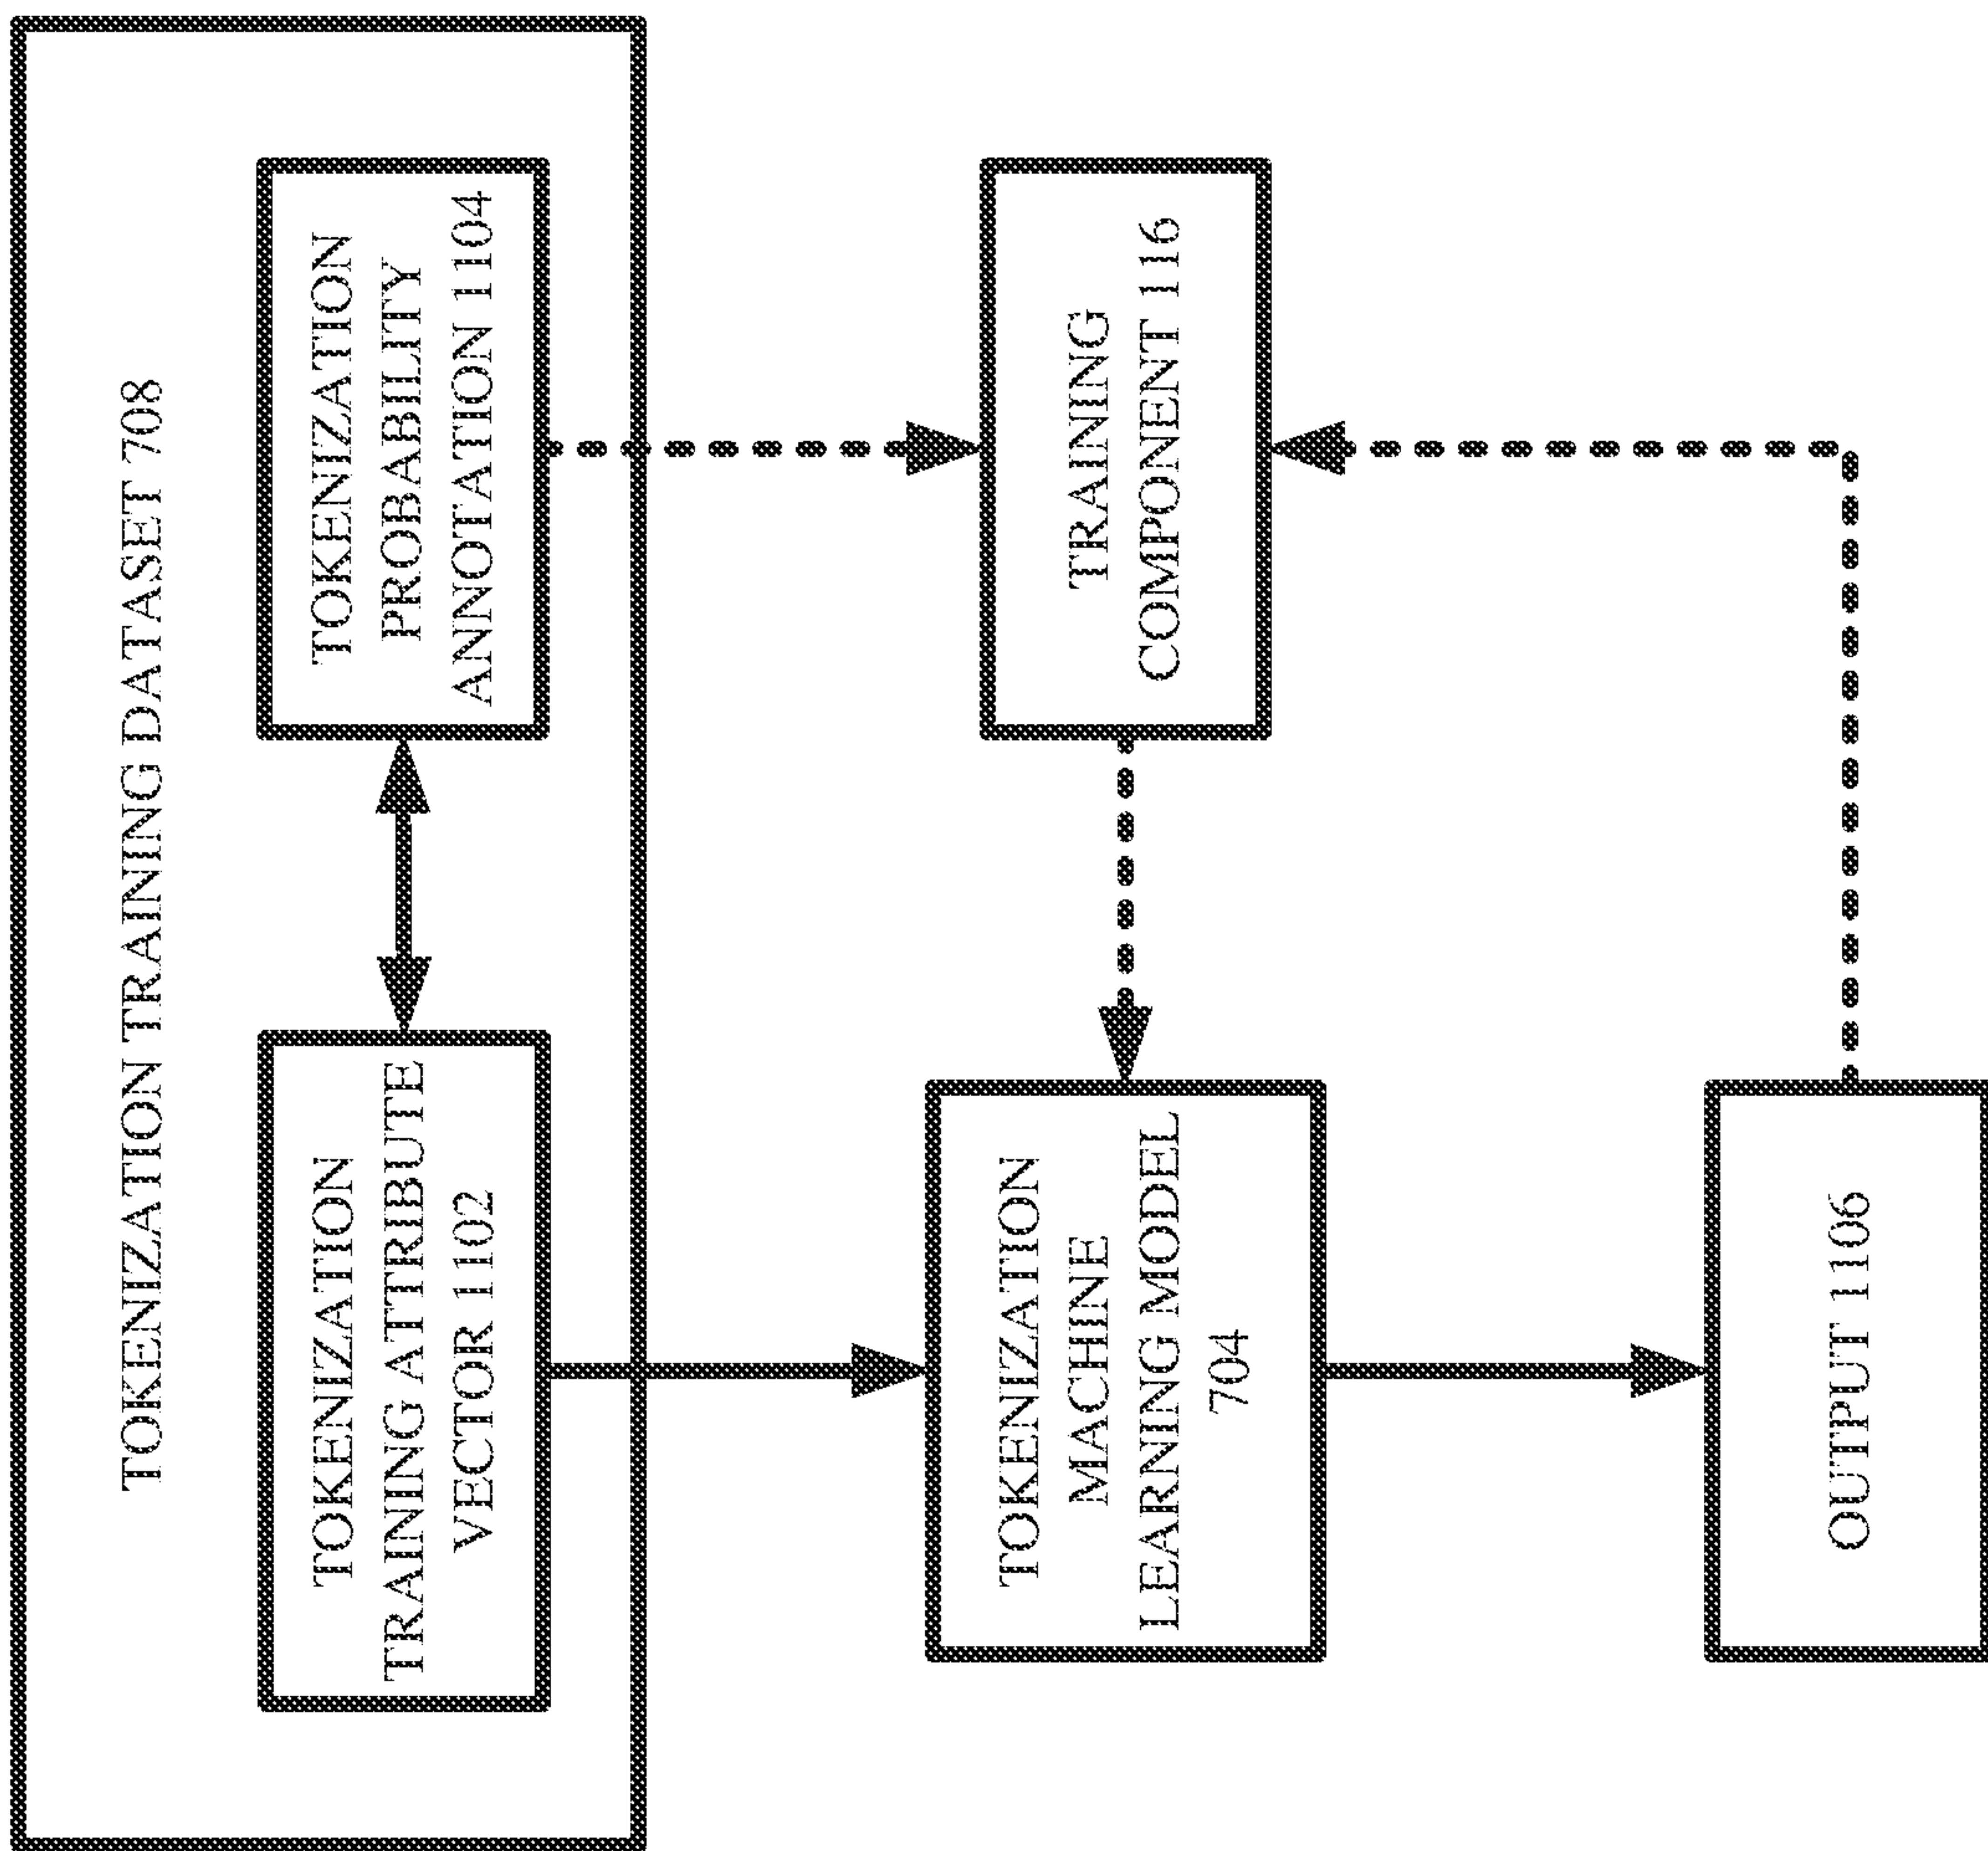 TOKENIZATION TRAINING DATASET 708
TOKENIZATION
TRAINING ATTRIBUTE
VECTOR 1102
TOKENIZATION
PROBABILITY
ANNOTATION 1104
TOKENIZATION
MACHINE
LEARNING MODEL
704
TRAINING
COMPONENT 116
OUTPUT 1106